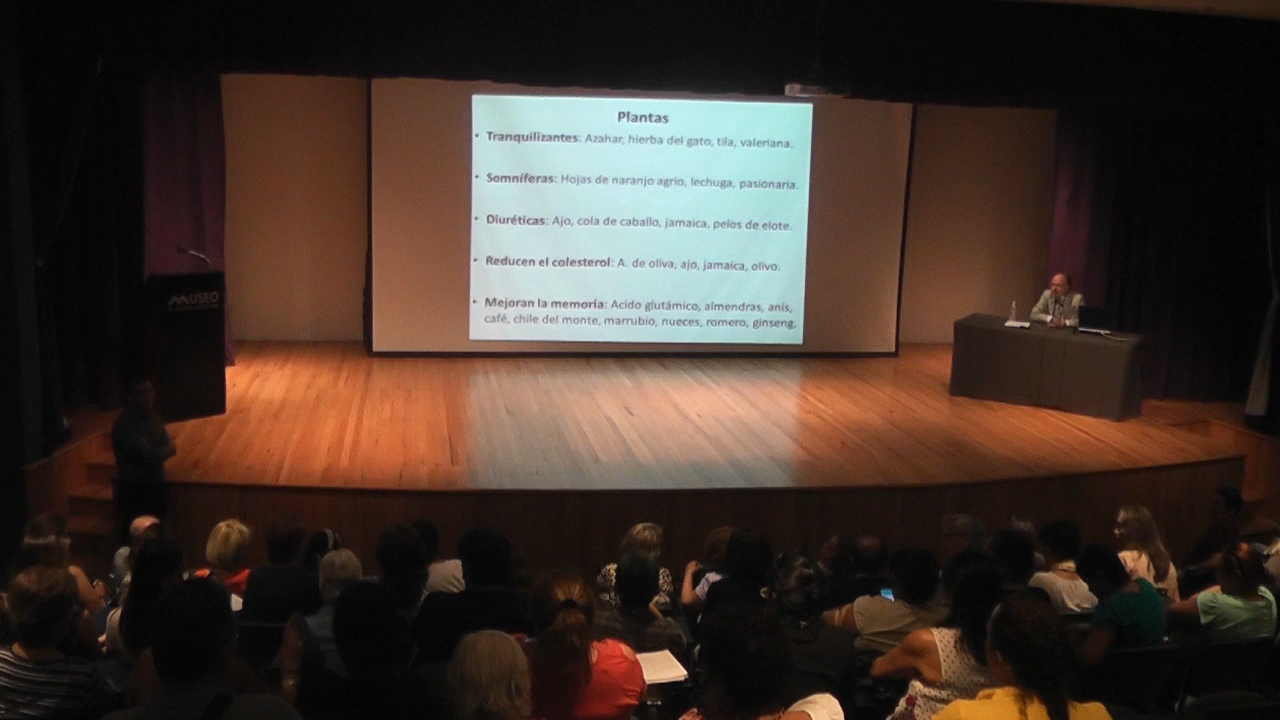 Plantas
• Tranquilizantes: Azahar, hierba del gato, tila, valeriana.
• Somníferas: Hojas de naranjo agrio, lechuga, pasionaria.
• Diuréticas: Ajo, cola de caballo, jamaica, pelos de elote.
• Reducen el colesterol: A. de oliva, ajo, jamaica, olivo.
• Mejoran la memoria: Acido glutámico, almendras, anís,
café, chile del monte, marrubio, nueces, romero, ginseng.
MUSEO